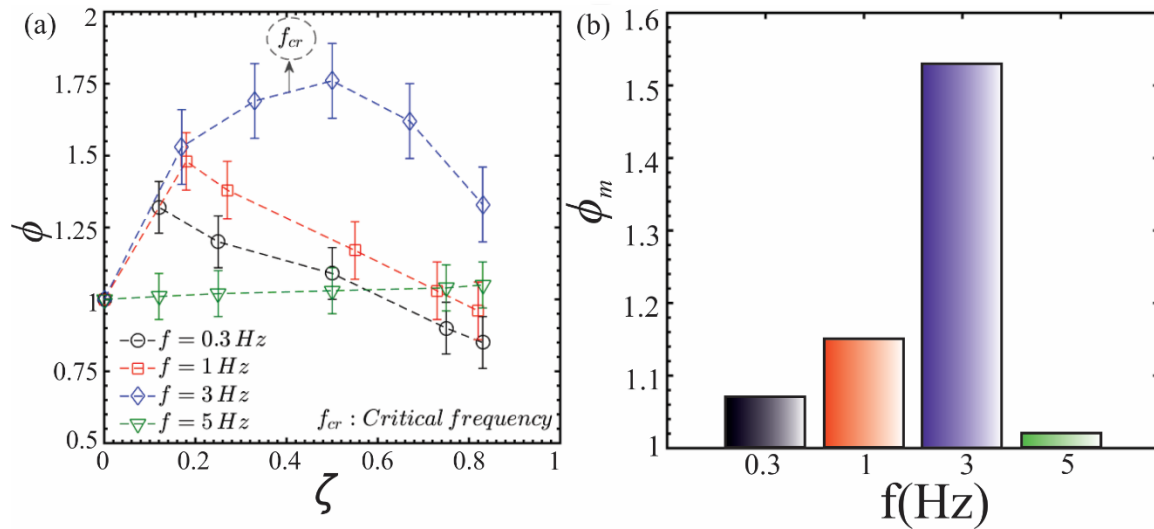 (a)
2
1.75
1.5
1.25
1
0.75
0.5
ϕ
f_cr
f = 0.3 Hz
f = 1 Hz
f = 3 Hz
f = 5 Hz
f_cr : Critical frequency
0 0.2 0.4 0.6 0.8 1
ζ
(b)
1.6
1.5
1.4
1.3
1.2
1.1
1
ϕ_m
0.3 1 3 5
f(Hz)